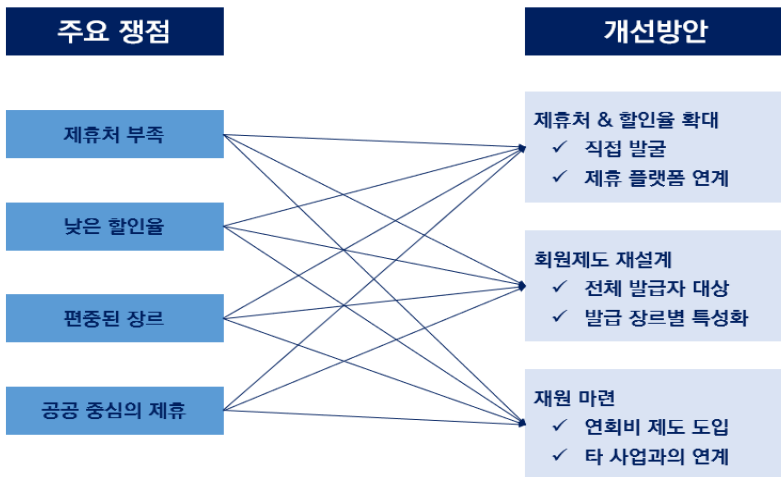 주요 쟁점
제휴처 부족
낮은 할인율
편중된 장르
공공 중심의 제휴
개선방안
제휴처 & 할인율 확대
✓ 직접 발굴
✓ 제휴 플랫폼 연계
회원제도 재설계
✓ 전체 발급자 대상
✓ 발급 장르별 특성화
재원 마련
✓ 연회비 제도 도입
✓ 타 사업과의 연계